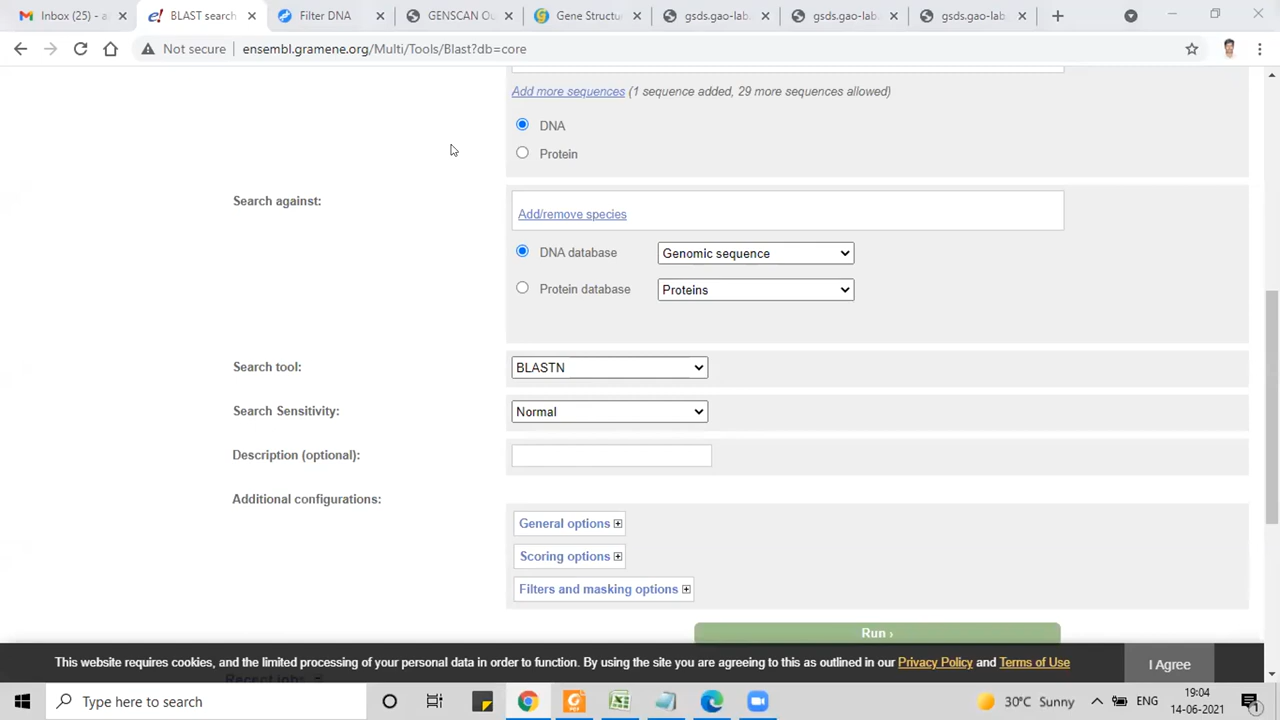 Inbox (25) - a
BLAST search
Filter DNA
GENSCAN Ou
Gene Structu
gsds.gao-lab.
gsds.gao-lab.
gsds.gao-lab.
Not secure
ensembl.gramene.org/Multi/Tools/Blast?db=core
Add more sequences (1 sequence added, 29 more sequences allowed)
DNA
Protein
Search against:
Add/remove species
DNA database
Genomic sequence
Protein database
Proteins
Search tool:
BLASTN
Search Sensitivity:
Normal
Description (optional):
Additional configurations:
General options
Scoring options
Filters and masking options
Run ›
This website requires cookies, and the limited processing of your personal data in order to function. By using the site you are agreeing to this as outlined in our Privacy Policy and Terms of Use
I Agree
Recent jobs
Type here to search
30°C Sunny
ENG
19:04
14-06-2021